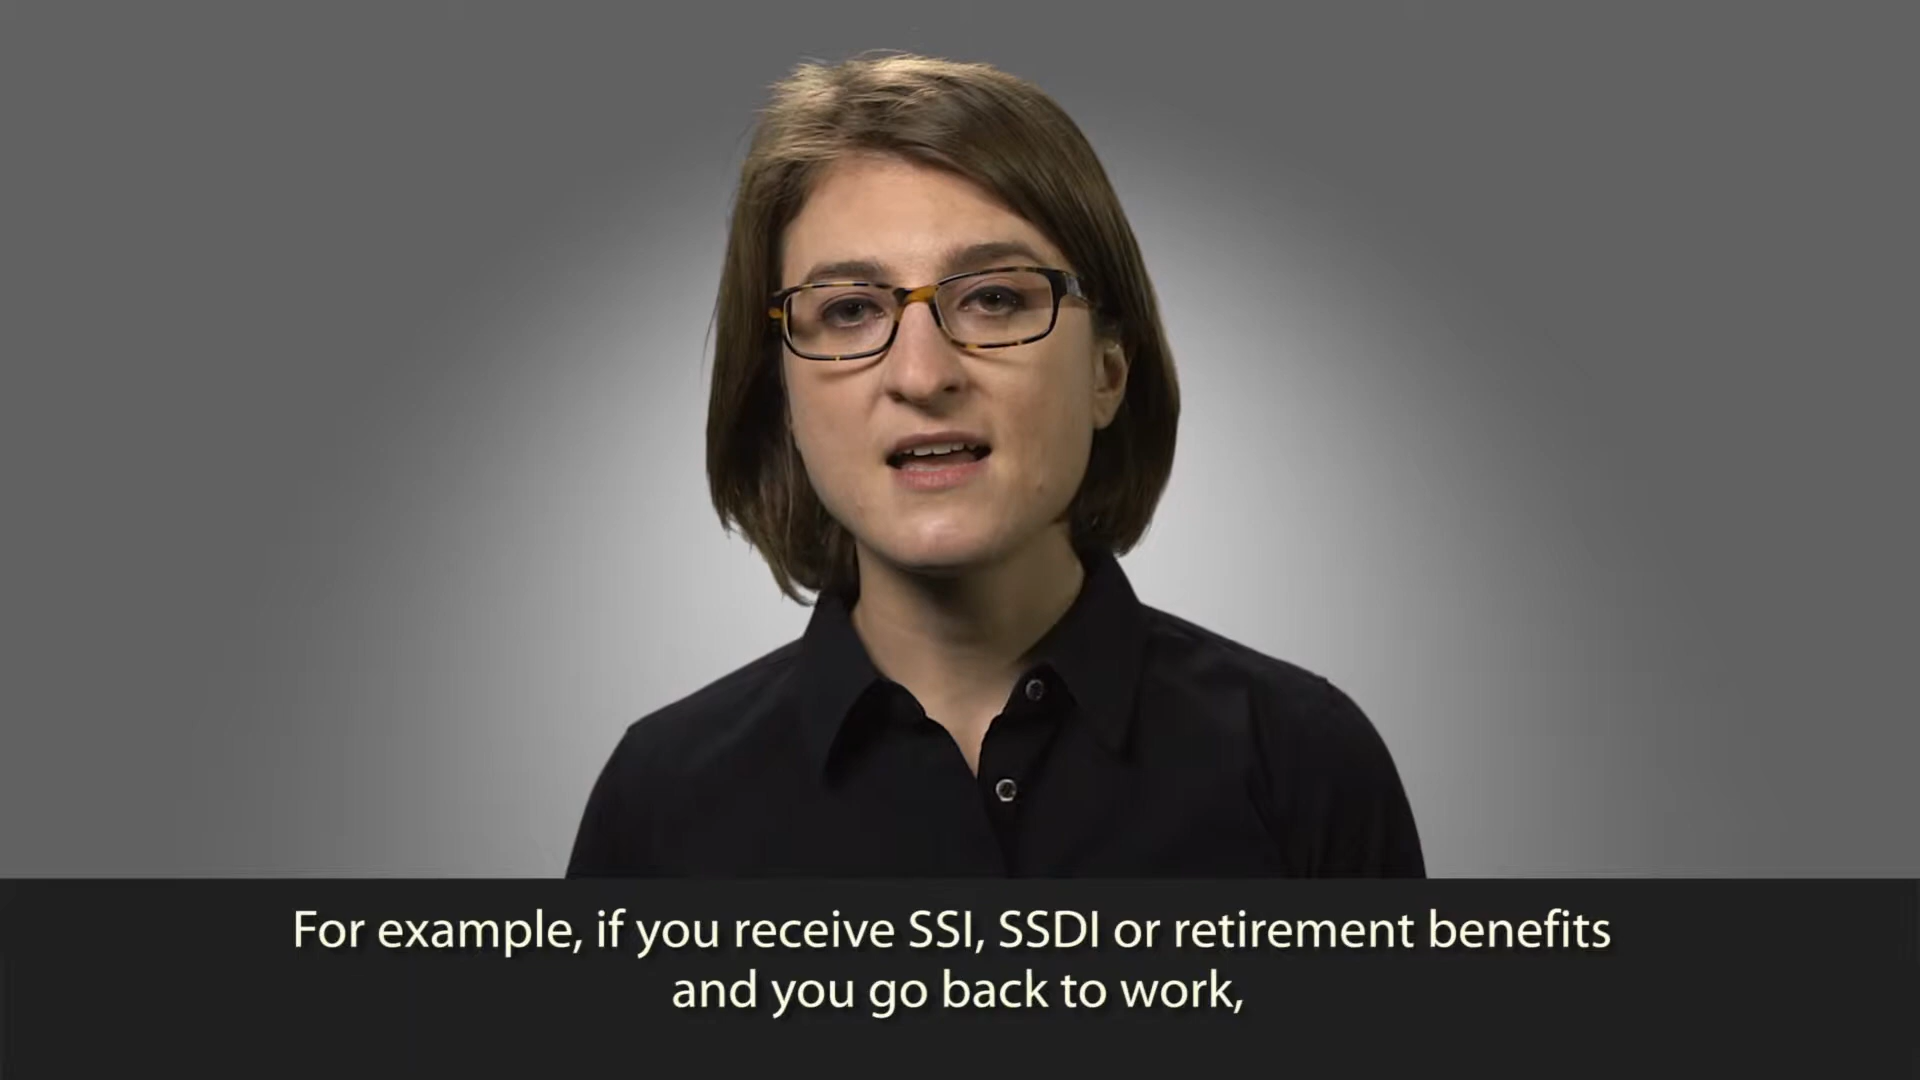 For example, if you receive SSI, SSDI or retirement benefits
and you go back to work,